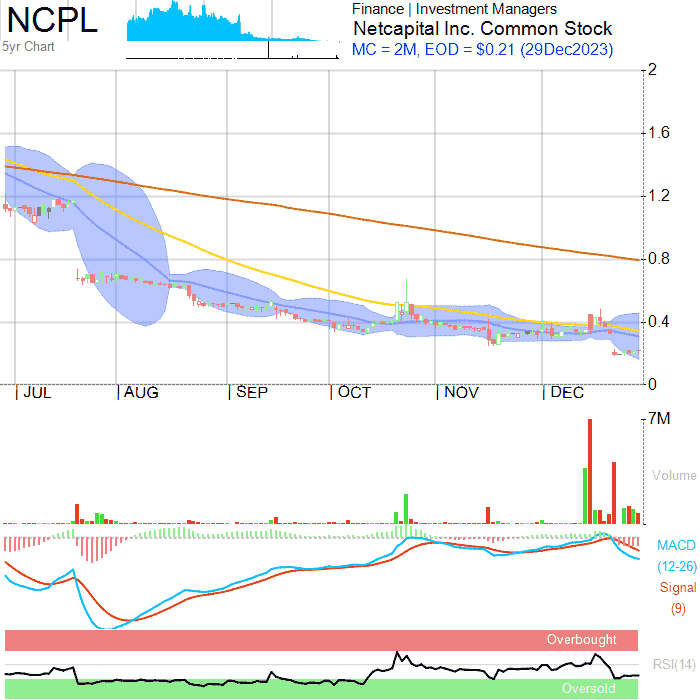 NCPL
5yr Chart
Finance | Investment Managers
Netcapital Inc. Common Stock
MC = 2M, EOD = $0.21 (29Dec2023)
2
1.6
1.2
0.8
0.4
0
JUL AUG SEP OCT NOV DEC
7M
Volume
MACD
(12-26)
Signal
(9)
Overbought
RSI(14)
Oversold